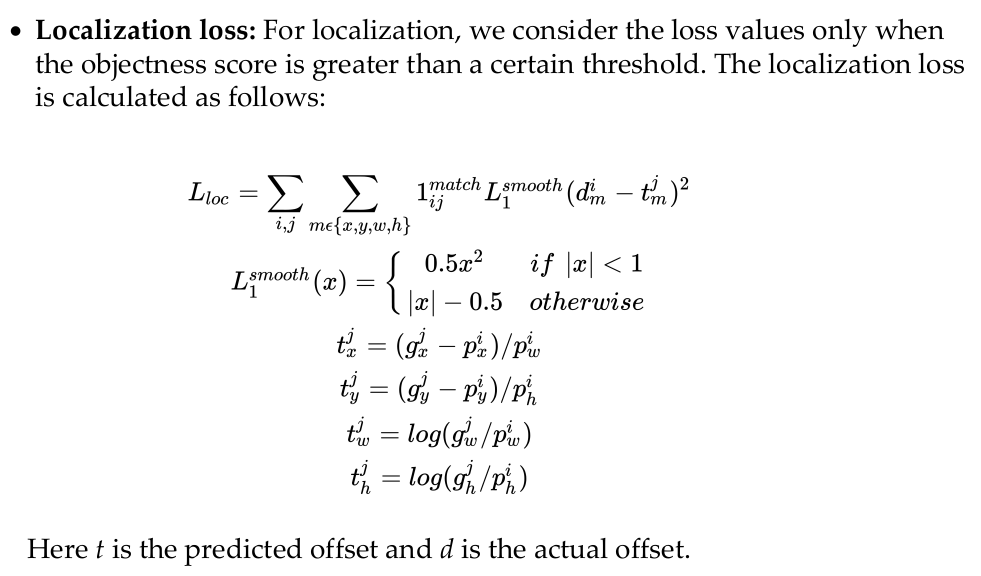 • Localization loss: For localization, we consider the loss values only when
the objectness score is greater than a certain threshold. The localization loss
is calculated as follows:
L_{loc} = \sum_{i,j} \sum_{m \epsilon \{x,y,w,h\}} 1_{ij}^{match} L_1^{smooth} (d_m^i - t_m^j)^2
L_1^{smooth}(x) = \begin{cases} 0.5x^2 & if\ |x| < 1 \\ |x| - 0.5 & otherwise \end{cases}
t_x^j = (g_x^j - p_x^i)/p_w^i
t_y^j = (g_y^j - p_y^i)/p_h^i
t_w^j = log(g_w^j/p_w^i)
t_h^j = log(g_h^j/p_h^i)
Here t is the predicted offset and d is the actual offset.